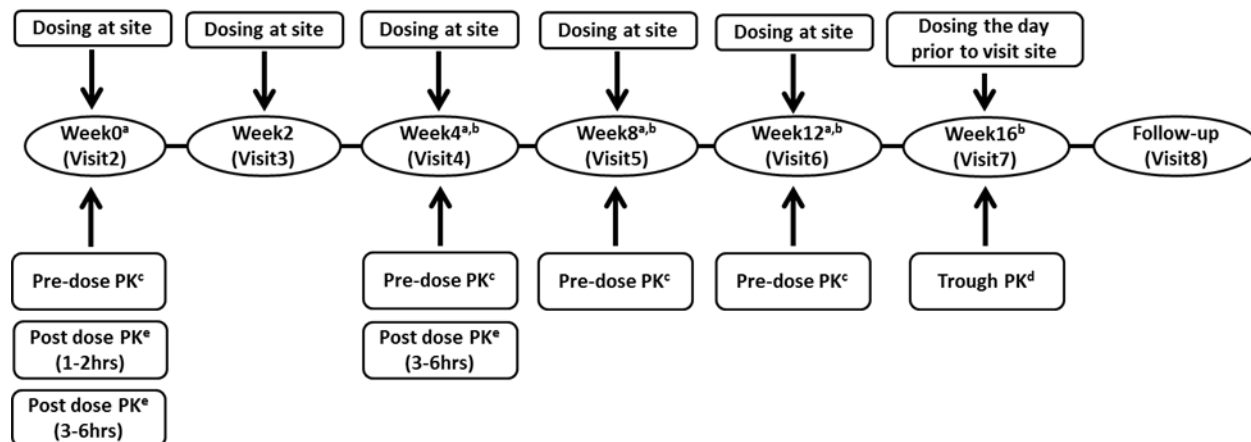 Dosing at site
Dosing at site
Dosing at site
Dosing at site
Dosing at site
Dosing the day
prior to visit site
Week0ᵃ
(Visit2)
Week2
(Visit3)
Week4ᵃ,ᵇ
(Visit4)
Week8ᵃ,ᵇ
(Visit5)
Week12ᵃ,ᵇ
(Visit6)
Week16ᵇ
(Visit7)
Follow-up
(Visit8)
Pre-dose PKᶜ
Post dose PKᵉ
(1-2hrs)
Post dose PKᵉ
(3-6hrs)
Pre-dose PKᶜ
Post dose PKᵉ
(3-6hrs)
Pre-dose PKᶜ
Pre-dose PKᶜ
Trough PKᵈ